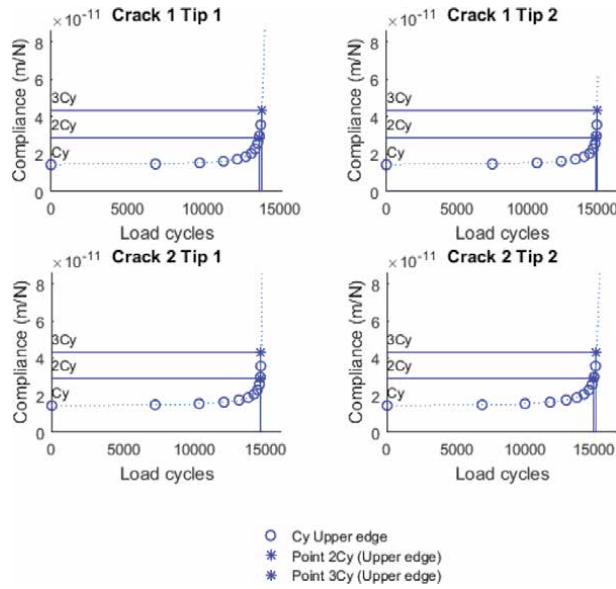 ×10⁻¹¹ Crack 1 Tip 1
8
6
4
2
0
3Cy
2Cy
Cy
Compliance (m/N)
0 5000 10000 15000
Load cycles
×10⁻¹¹ Crack 1 Tip 2
8
6
4
2
0
3Cy
2Cy
Cy
Compliance (m/N)
0 5000 10000 15000
Load cycles
×10⁻¹¹ Crack 2 Tip 1
8
6
4
2
0
3Cy
2Cy
Cy
Compliance (m/N)
0 5000 10000 15000
Load cycles
×10⁻¹¹ Crack 2 Tip 2
8
6
4
2
0
3Cy
2Cy
Cy
Compliance (m/N)
0 5000 10000 15000
Load cycles
Cy Upper edge
Point 2Cy (Upper edge)
Point 3Cy (Upper edge)